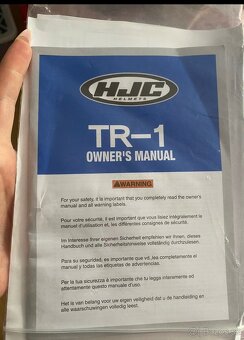 HJC
HELMETS
TR-1
OWNER'S MANUAL
WARNING
For your safety, it is important that you completely read the owner's
manual and all warning labels.
Pour votre sécurité, il est important que vous lisiez intégralement le
manuel d'utilisation et, les différentes consignes de sécurité.
Im Interesse Ihrer eigenen Sicherheit empfehlen wir Ihnen, dieses
Handbuch und alle Sicherheitshinweise vollständig durchzulesen.
Para su seguridad, es importante que vd. lea completamente el
manual y todas las etiquetas de advertencias.
Per la tua sicurezza è importante che tu legga interamente ed
attentamente questo manuale d'uso.
Het is van belang voor uw eigen veiligheid dat u de handleiding en
alle waarschuwingen volledig leest.